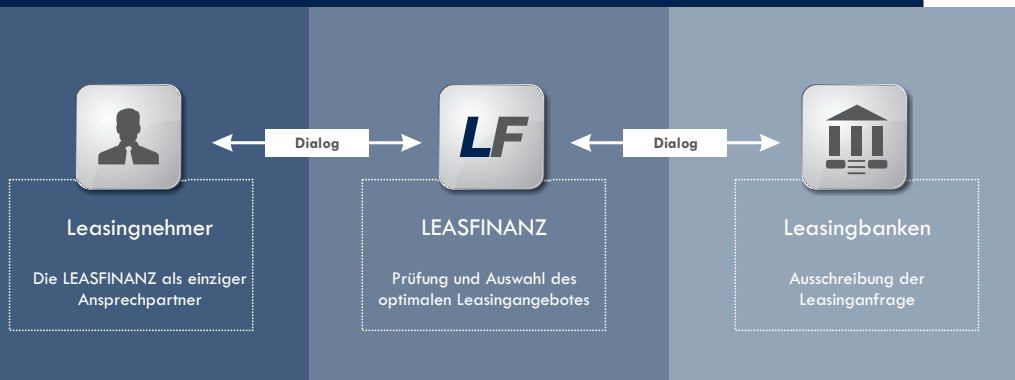 Dialog
LF
Dialog
Leasingnehmer
Die LEASFINANZ als einziger
Ansprechpartner
LEASFINANZ
Prüfung und Auswahl des
optimalen Leasingangebotes
Leasingbanken
Ausschreibung der
Leasinganfrage